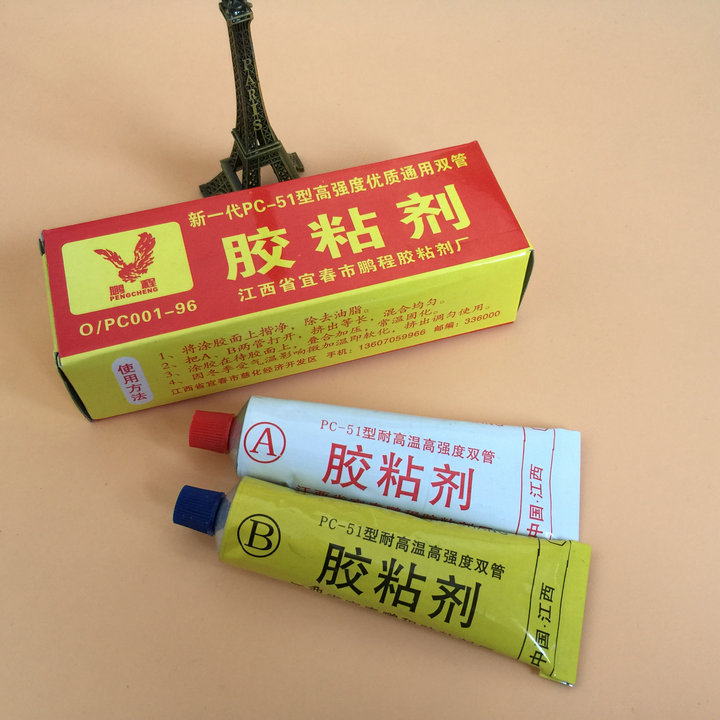 PARIS
新一代PC-51型高强度优质通用双管
胶粘剂
江西省宜春市鹏程胶粘剂厂
鹏程
PENGCHENG
O/PC001-96
使用方法
1、将涂胶面上揩净,除去油脂。
2、把A、B两管打开,挤出等长,混合均匀。
3、涂胶在待胶面上,叠合加压,常温固化。
4、因冬季受气温影响微加温即软化,挤出调匀使用。
江西省宜春市慈化经济开发区 手机:13607059966 邮编:336000
A
PC-51型耐高温高强度双管
胶粘剂
中国·江西
B
PC-51型耐高温高强度双管
胶粘剂
中国·江西